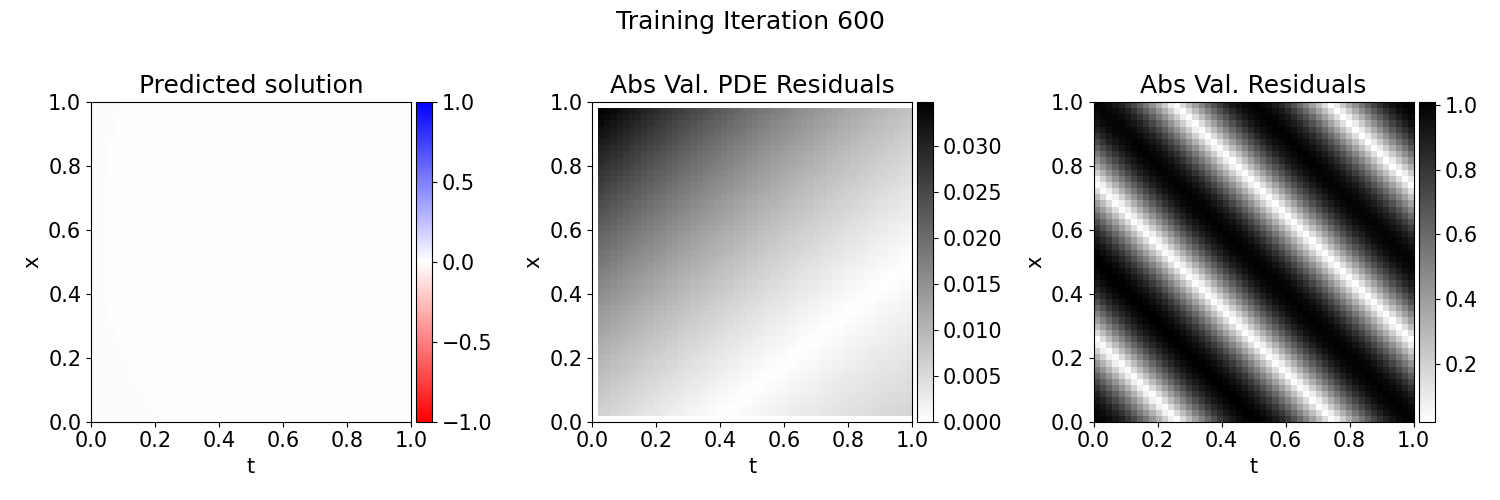 Training Iteration 600
Predicted solution
Abs Val. PDE Residuals
Abs Val. Residuals
1.0
0.8
0.6
0.4
0.2
0.0
x
0.0 0.2 0.4 0.6 0.8 1.0
t
1.0
0.5
0.0
−0.5
−1.0
1.0
0.8
0.6
0.4
0.2
0.0
x
0.0 0.2 0.4 0.6 0.8 1.0
t
0.030
0.025
0.020
0.015
0.010
0.005
0.000
1.0
0.8
0.6
0.4
0.2
0.0
x
0.0 0.2 0.4 0.6 0.8 1.0
t
1.0
0.8
0.6
0.4
0.2